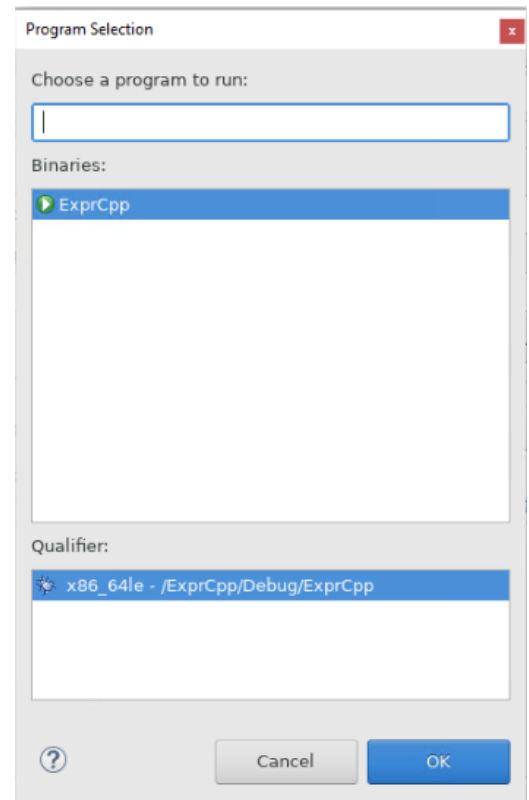 Program Selection
x
Choose a program to run:
Binaries:
ExprCpp
Qualifier:
x86_64le - /ExprCpp/Debug/ExprCpp
?
Cancel
OK